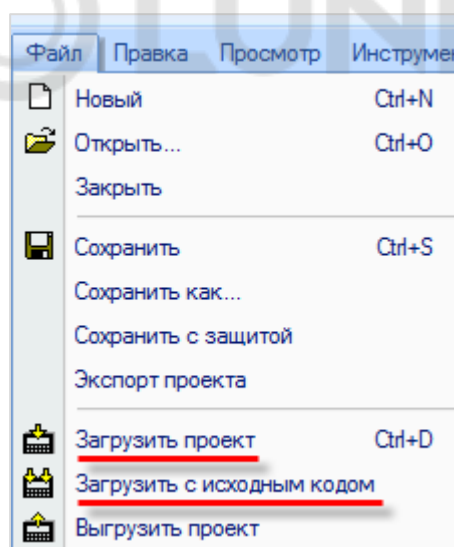 LUN
Файл Правка Просмотр Инструмен
Новый Ctrl+N
Открыть... Ctrl+O
Закрыть
Сохранить Ctrl+S
Сохранить как...
Сохранить с защитой
Экспорт проекта
Загрузить проект Ctrl+D
Загрузить с исходным кодом
Выгрузить проект